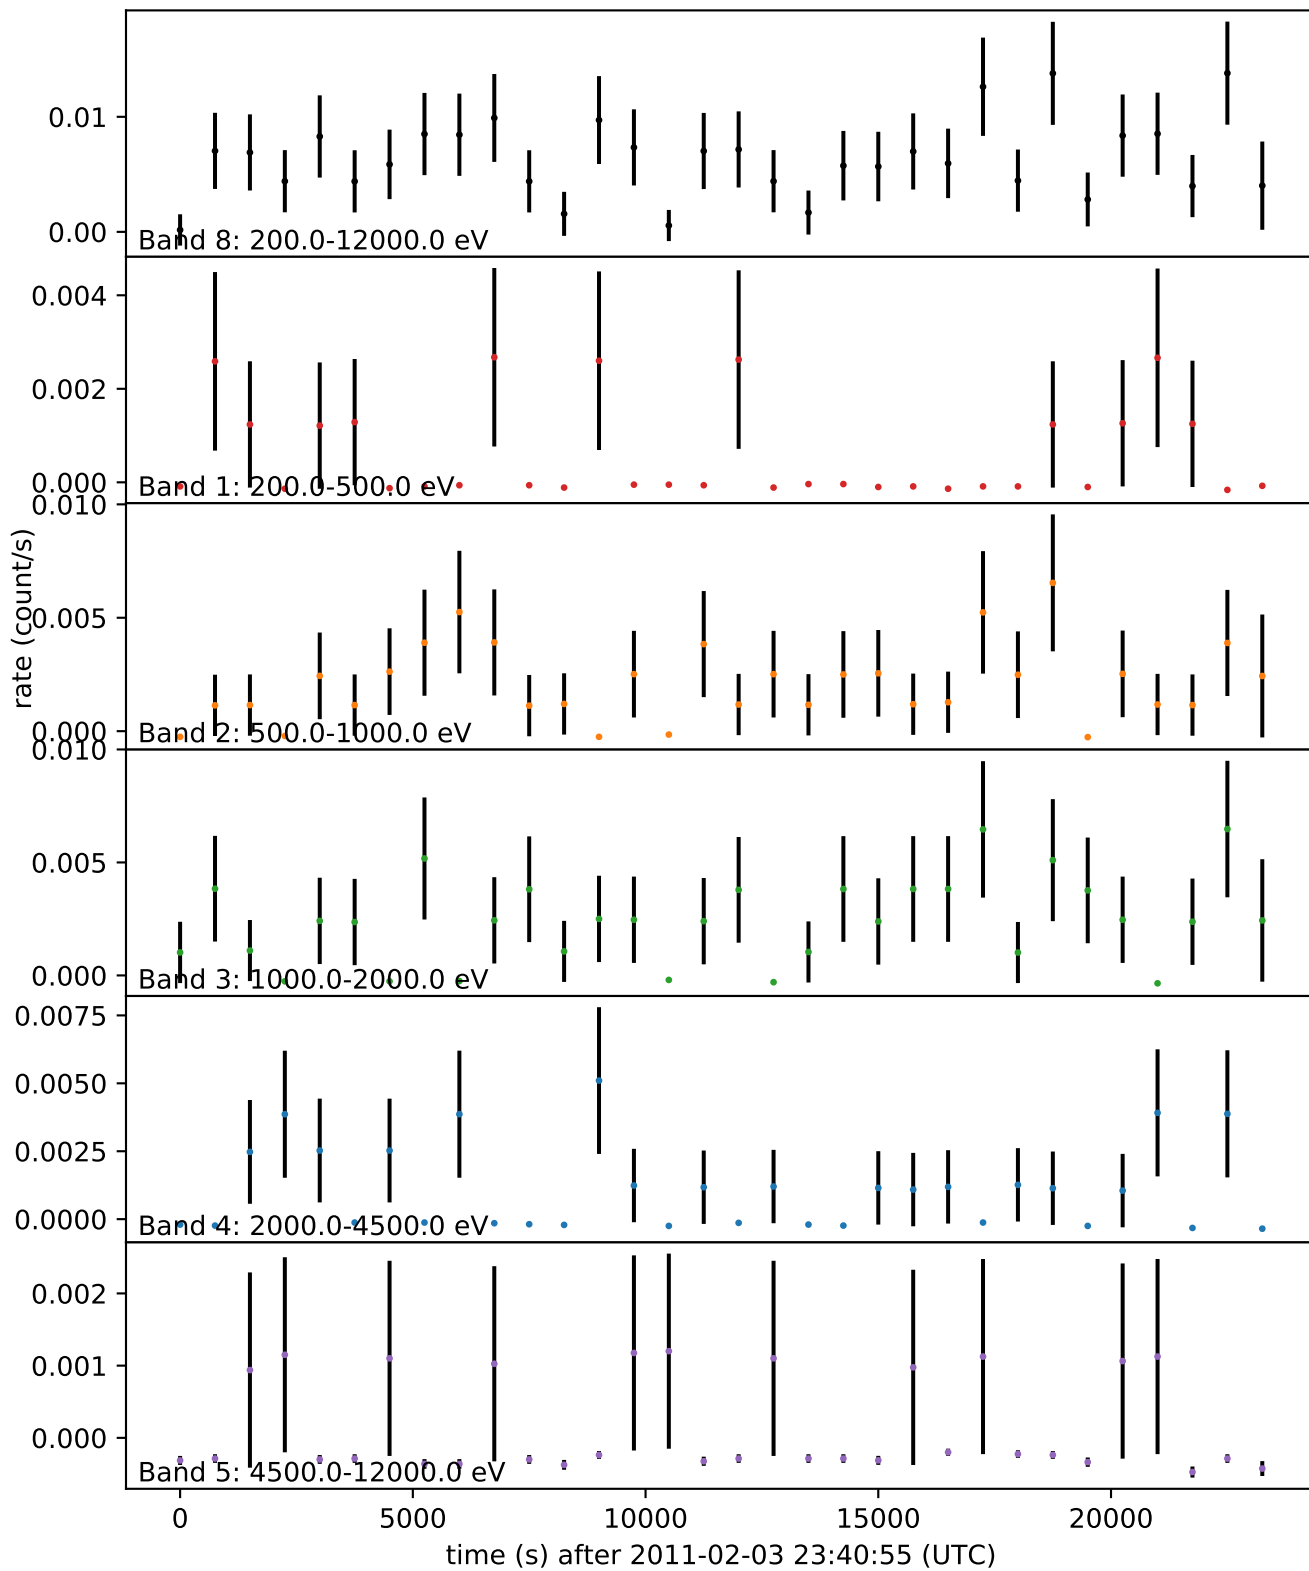 0.01
0.00
Band 8: 200.0-12000.0 eV
0.004
0.002
0.000
Band 1: 200.0-500.0 eV
0.010
0.005
0.000
Band 2: 500.0-1000.0 eV
rate (count/s)
0.010
0.005
0.000
Band 3: 1000.0-2000.0 eV
0.0075
0.0050
0.0025
0.0000
Band 4: 2000.0-4500.0 eV
0.002
0.001
0.000
Band 5: 4500.0-12000.0 eV
0 5000 10000 15000 20000
time (s) after 2011-02-03 23:40:55 (UTC)